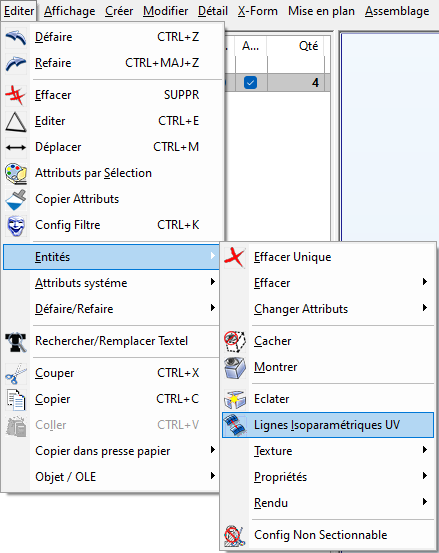 Editer Affichage Créer Modifier Détail X-Form Mise en plan Assemblage
A... Qté
4
Défaire CTRL+Z
Refaire CTRL+MAJ+Z
Effacer SUPPR
Editer CTRL+E
Déplacer CTRL+M
Attributs par Sélection
Copier Attributs
Config Filtre CTRL+K
Entités
Attributs systéme
Défaire/Refaire
Rechercher/Remplacer Textel
Couper CTRL+X
Copier CTRL+C
Coller CTRL+V
Copier dans presse papier
Objet / OLE
Effacer Unique
Effacer
Changer Attributs
Cacher
Montrer
Eclater
Lignes Isoparamétriques UV
Texture
Propriétés
Rendu
Config Non Sectionnable